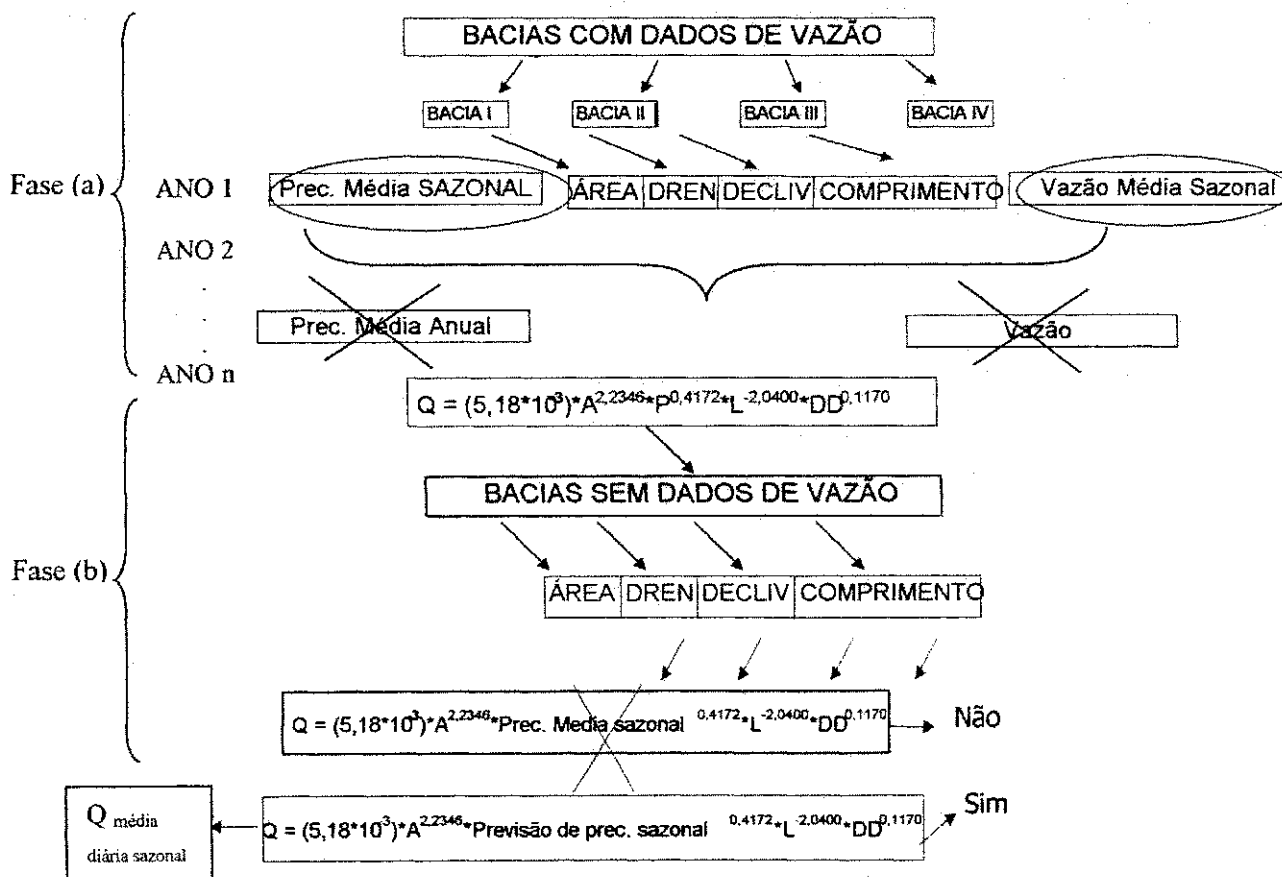 BACIAS COM DADOS DE VAZÃO
BACIA I BACIA II BACIA III BACIA IV
Fase (a)
ANO 1 Prec. Média SAZONAL ÁREA DREN DECLIV COMPRIMENTO Vazão Média Sazonal
ANO 2
.
.
Prec. Média Anual Vazão
.
ANO n
Q = (5,18*10³)*A^2,2346*P^0,4172*L^-2,0400*DD^0,1170
BACIAS SEM DADOS DE VAZÃO
Fase (b)
ÁREA DREN DECLIV COMPRIMENTO
Q = (5,18*10³)*A^2,2346*Prec. Media sazonal ^0,4172*L^-2,0400*DD^0,1170 Não
Sim
Q média
diária sazonal
Q = (5,18*10³)*A^2,2346*Previsão de prec. sazonal ^0,4172*L^-2,0400*DD^0,1170